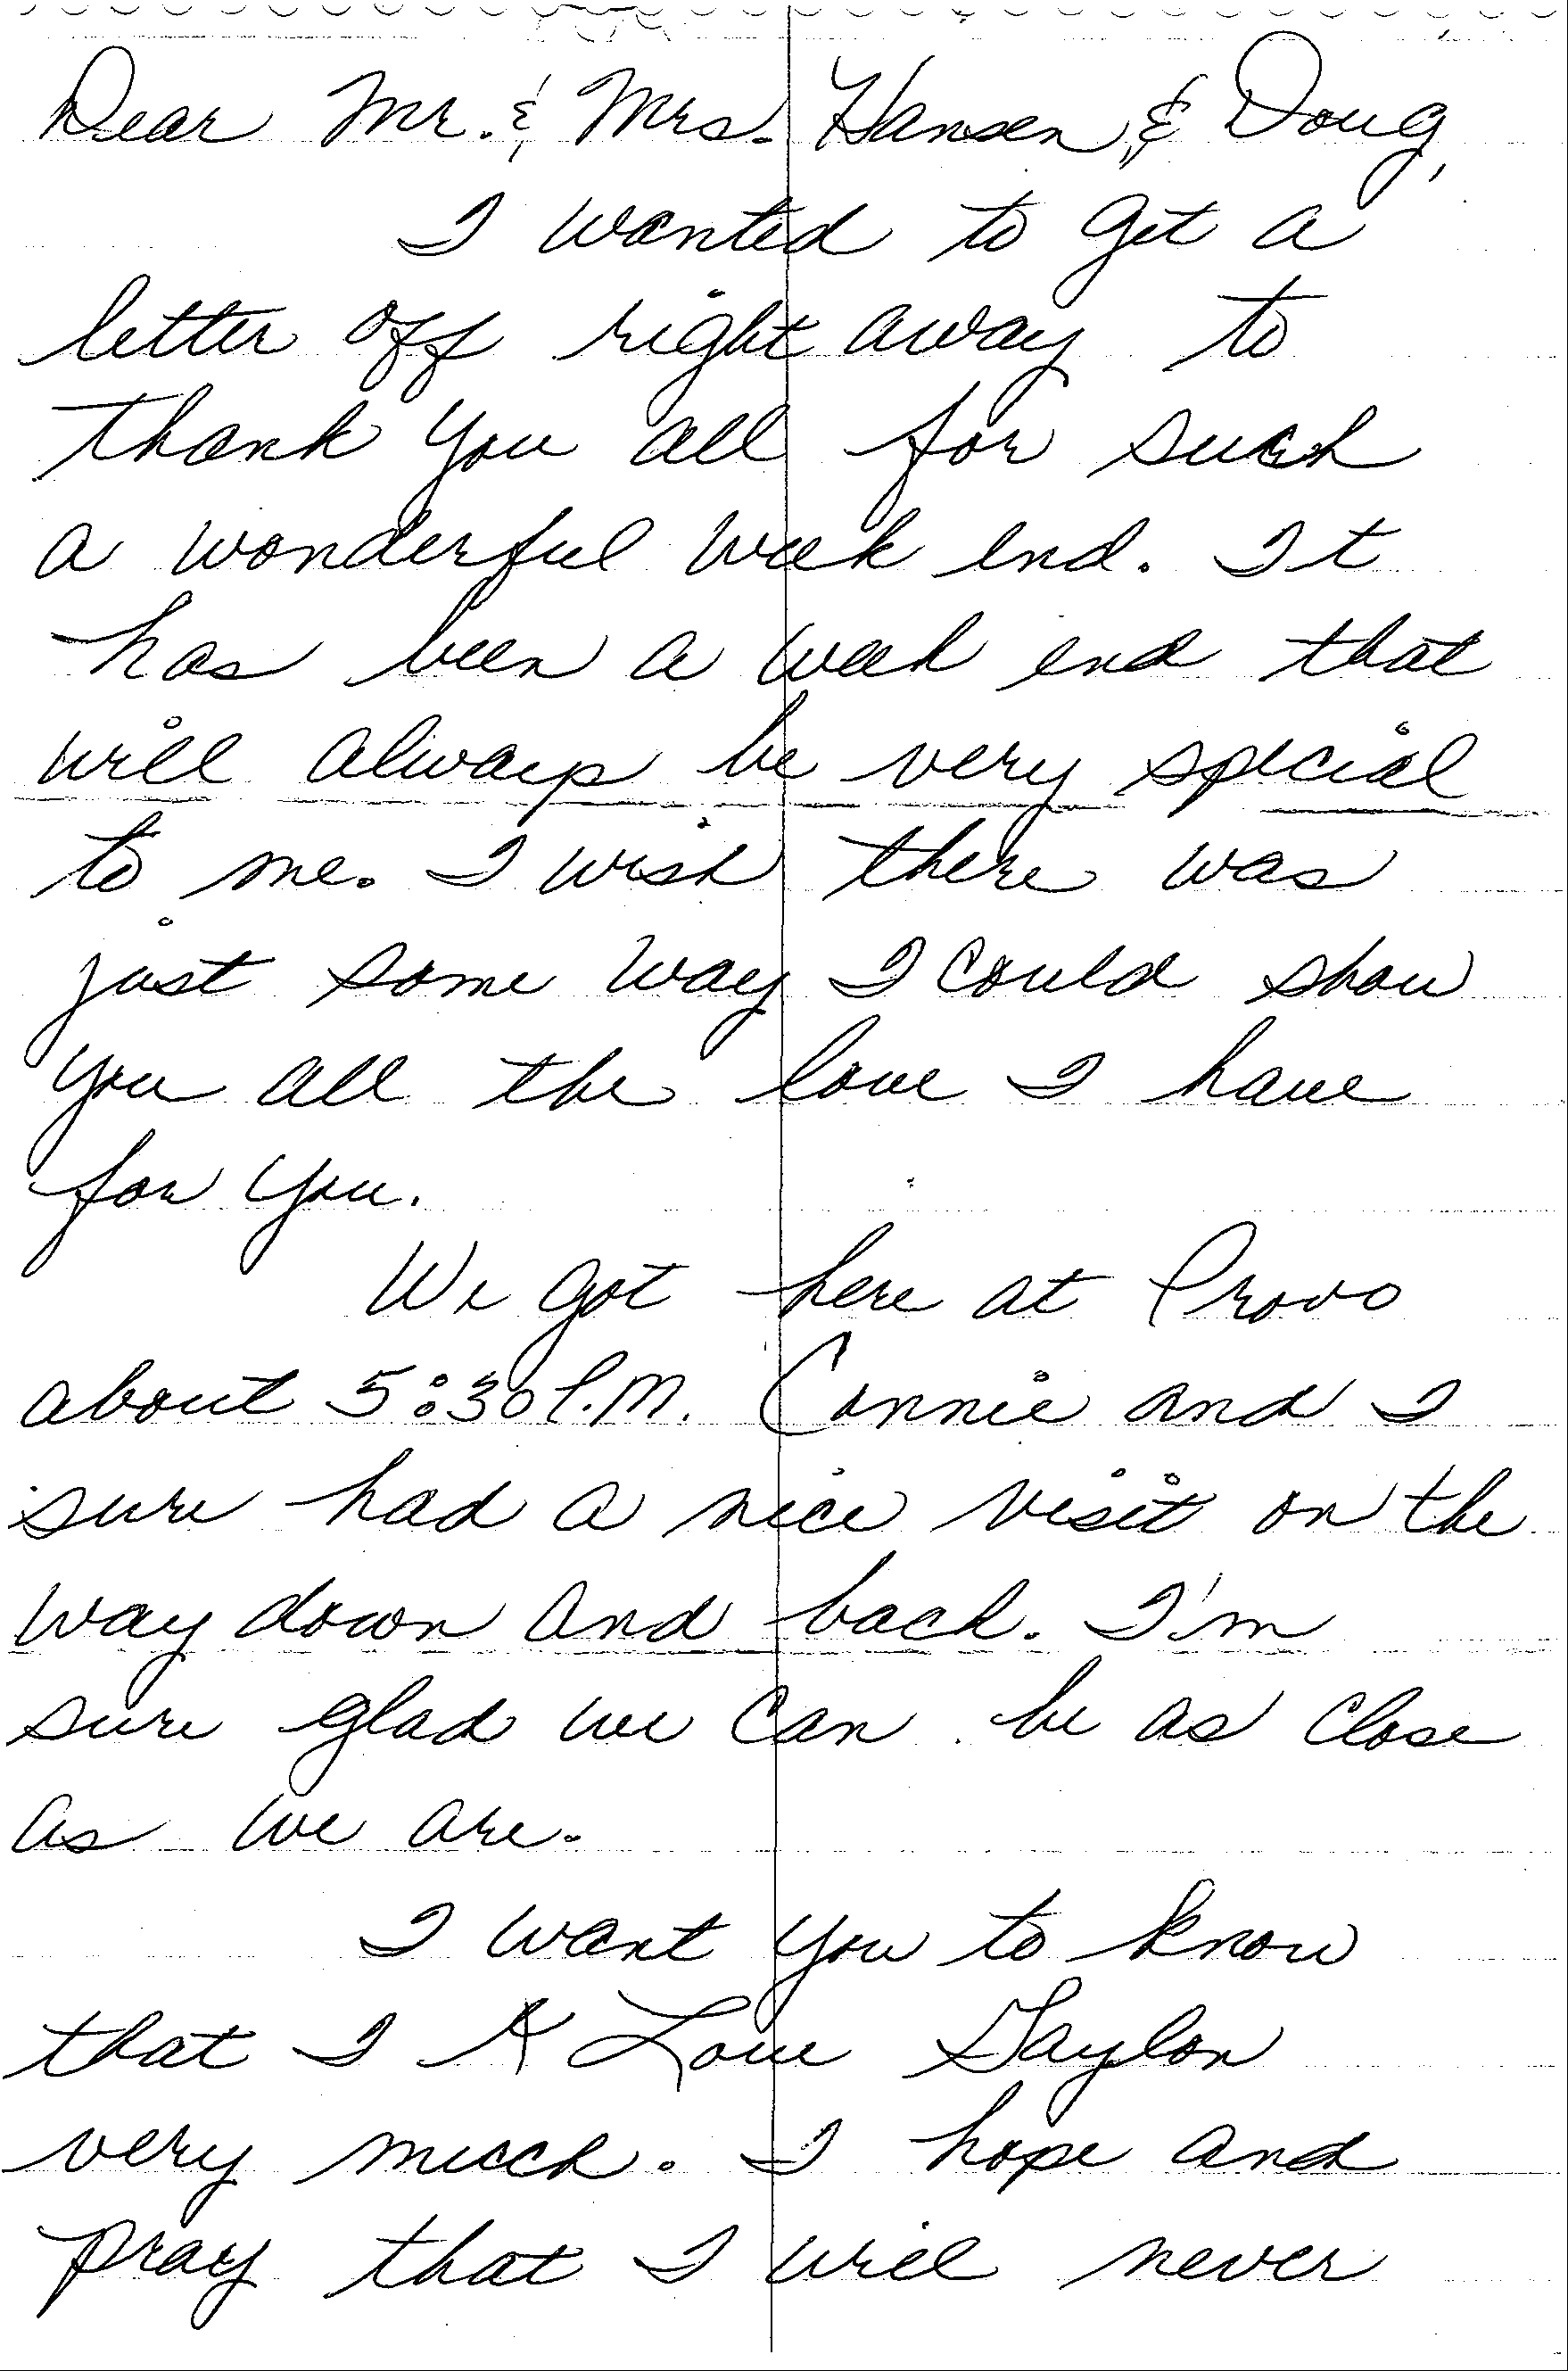 Dear Mr. & Mrs. Hansen, & Doug,
I wanted to get a
letter off right away to
thank you all for such
a wonderful week end. It
has been a week end that
will always be very special
to me. I wish there was
just some way I could show
you all the love I have
for you.
We got here at Provo
about 5:30 P.M. Connie and I
sure had a nice visit on the
way down and back. I'm
sure glad we can be as close
as we are.
I want you to know
that I Love Gaylon
very much. I hope and
pray that I will never